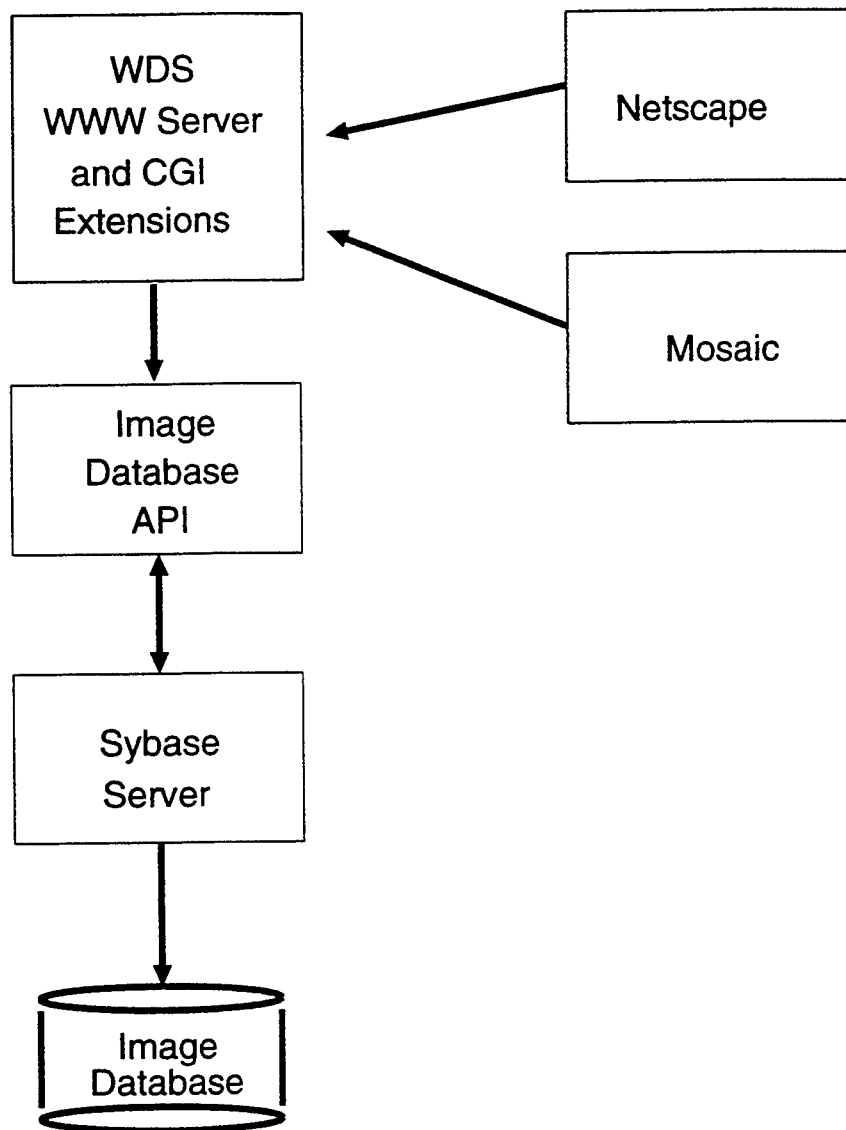 WDS
WWW Server
and CGI
Extensions
Netscape
Mosaic
Image
Database
API
Sybase
Server
Image
Database